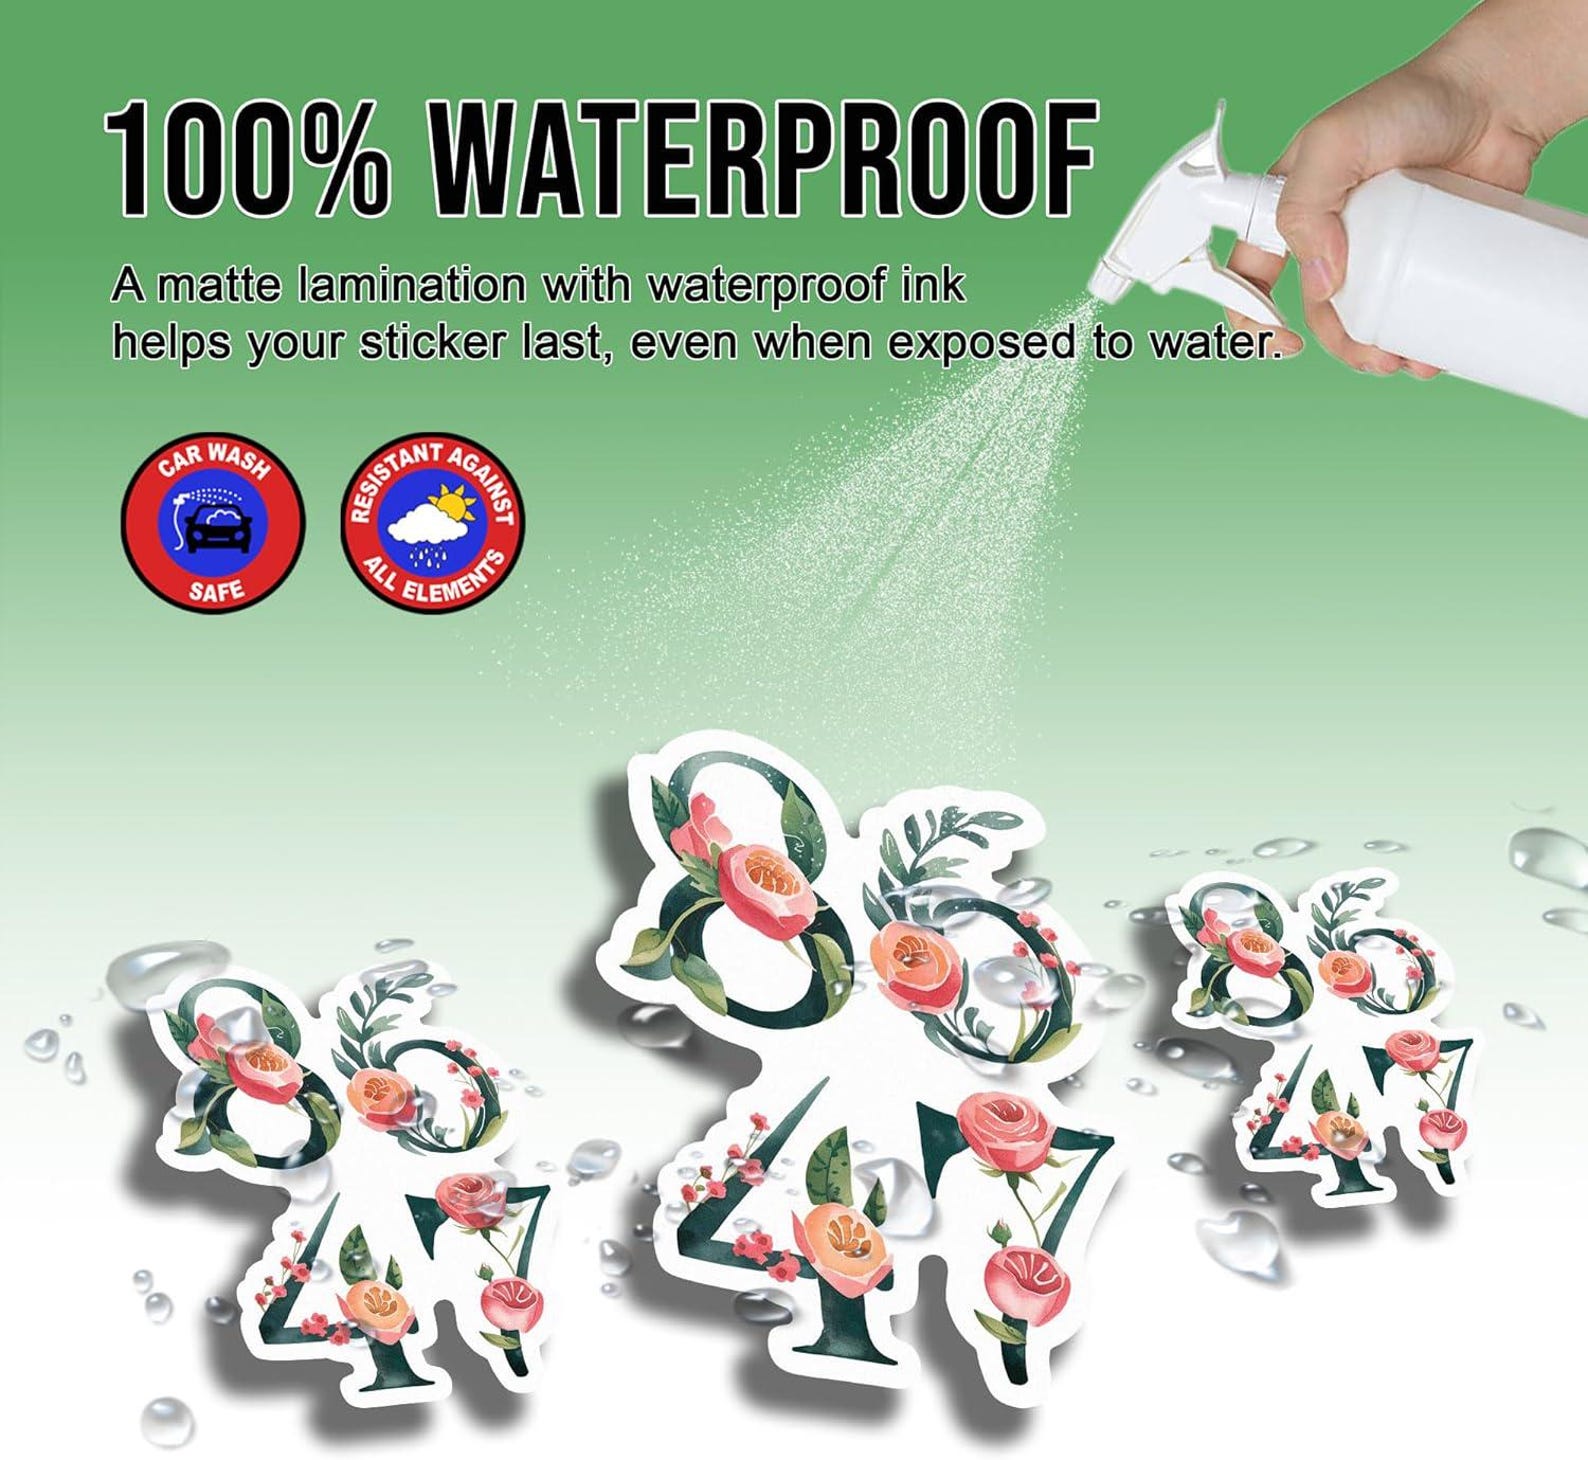 100% WATERPROOF
A matte lamination with waterproof ink
helps your sticker last, even when exposed to water.
CAR WASH
SAFE
RESISTANT AGAINST
ALL ELEMENTS
86
47
86
47
86
47